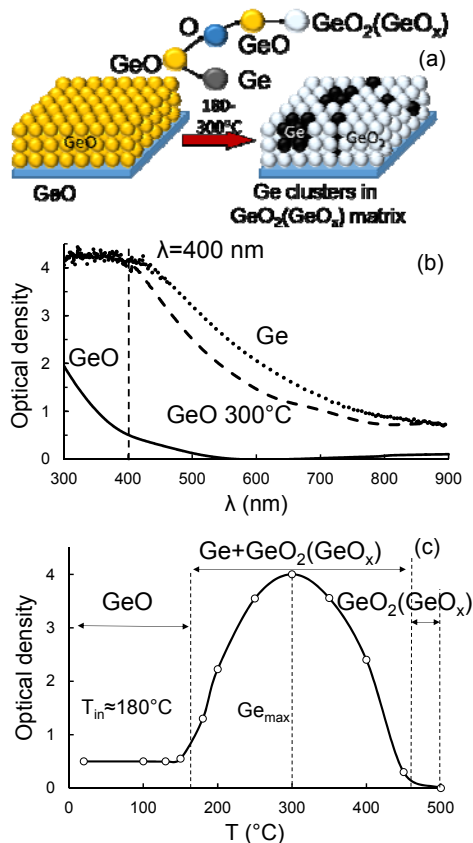 O
GeO₂(GeOₓ)
GeO
GeO
Ge
(a)
180-
300°C
GeO
Ge
GeO₂
GeO
Ge clusters in
GeO₂(GeOₓ) matrix
λ=400 nm
(b)
4
3
2
1
0
Optical density
GeO
Ge
GeO 300°C
300 400 500 600 700 800 900
λ (nm)
(c)
Ge+GeO₂(GeOₓ)
GeO
GeO₂(GeOₓ)
4
3
2
1
0
Optical density
Tᵢₙ≈180°C
Geₘₐₓ
0 100 200 300 400 500
T (°C)